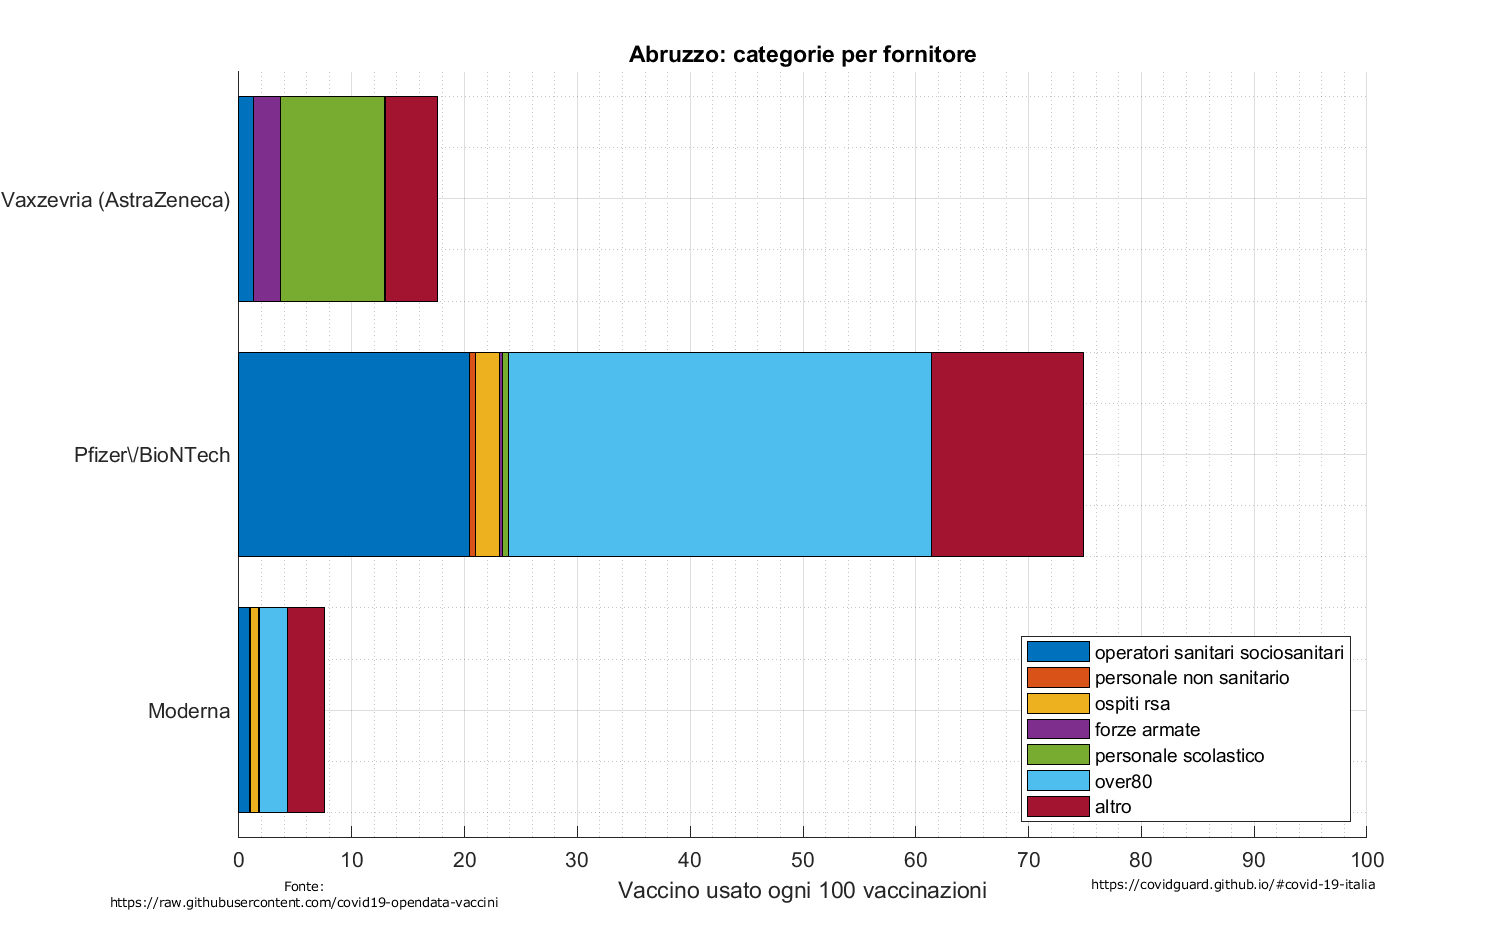 Abruzzo: categorie per fornitore
Vaxzevria (AstraZeneca)
Pfizer\/BioNTech
Moderna
operatori sanitari sociosanitari
personale non sanitario
ospiti rsa
forze armate
personale scolastico
over80
altro
0 10 20 30 40 50 60 70 80 90 100
Vaccino usato ogni 100 vaccinazioni
Fonte:
https://raw.githubusercontent.com/covid19-opendata-vaccini
https://covidguard.github.io/#covid-19-italia